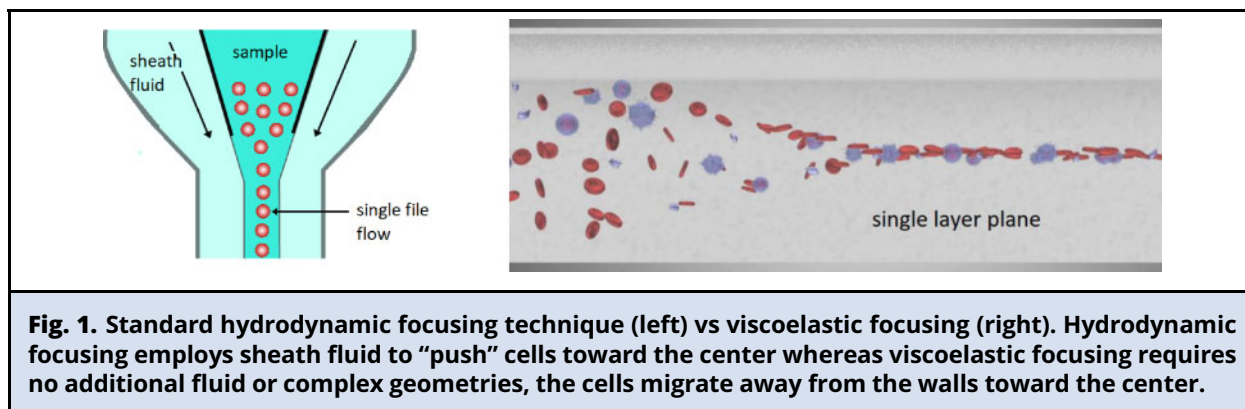 sample
sheath
fluid
single file
flow
single layer plane
Fig. 1. Standard hydrodynamic focusing technique (left) vs viscoelastic focusing (right). Hydrodynamic
focusing employs sheath fluid to “push” cells toward the center whereas viscoelastic focusing requires
no additional fluid or complex geometries, the cells migrate away from the walls toward the center.